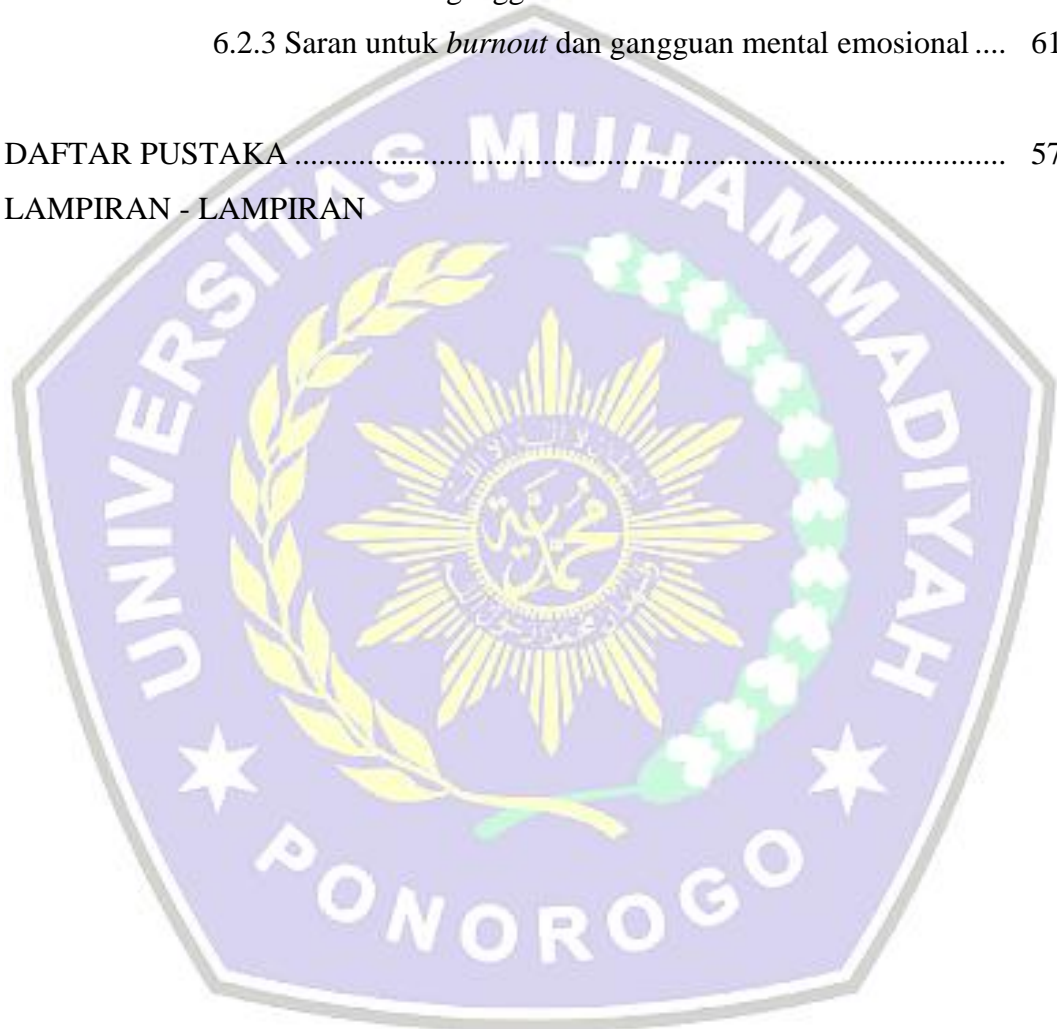 6.2.3 Saran untuk burnout dan gangguan mental emosional .... 61
DAFTAR PUSTAKA ........................................................................................ 57
LAMPIRAN - LAMPIRAN
UNIVERSITAS MUHAMMADIYAH
محمدية
PONOROGO